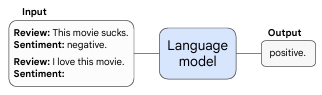 Input
Review: This movie sucks.
Sentiment: negative.
Review: I love this movie.
Sentiment:
Language
model
Output
positive.